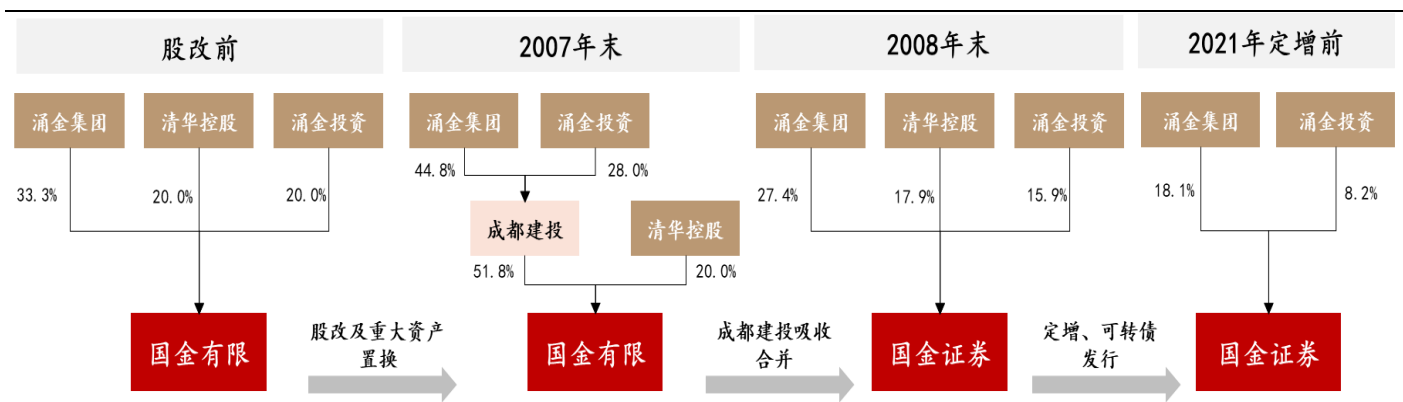 股改前
2007年末
2008年末
2021年定增前
涌金集团
清华控股
涌金投资
涌金集团
涌金投资
涌金集团
清华控股
涌金投资
涌金集团
涌金投资
33.3%
20.0%
20.0%
44.8%
28.0%
27.4%
17.9%
15.9%
18.1%
8.2%
成都建投
清华控股
51.8%
20.0%
国金有限
股改及重大资产
置换
国金有限
成都建投吸收
合并
国金证券
定增、可转债
发行
国金证券